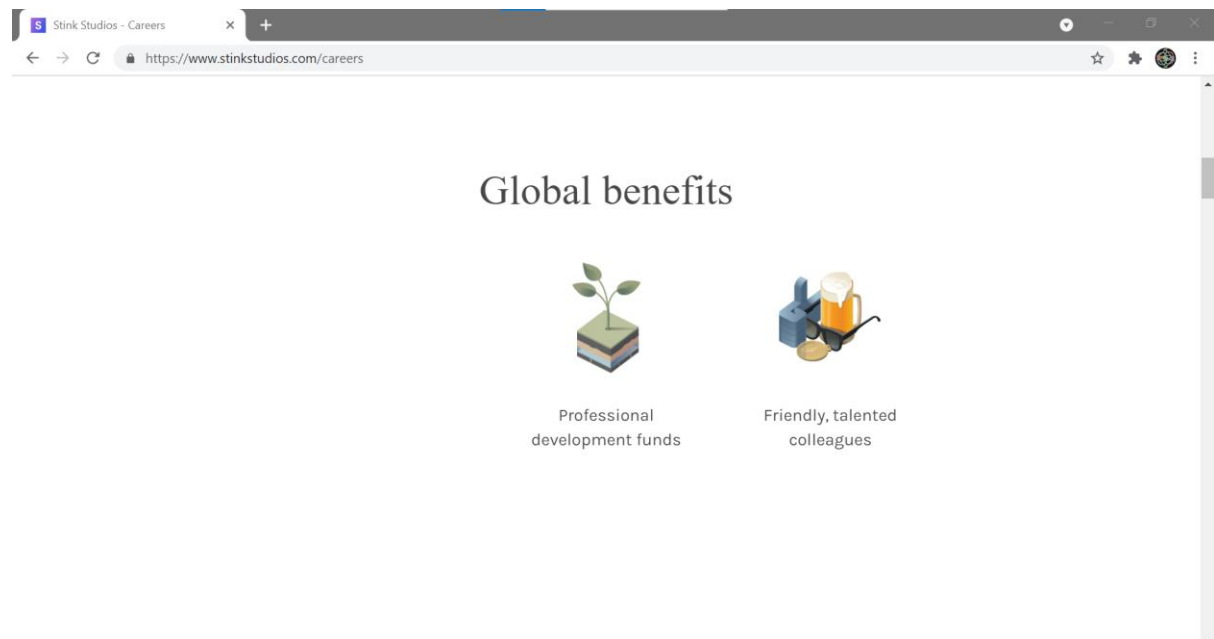 S Stink Studios - Careers
https://www.stinkstudios.com/careers
Global benefits
Professional
development funds
Friendly, talented
colleagues